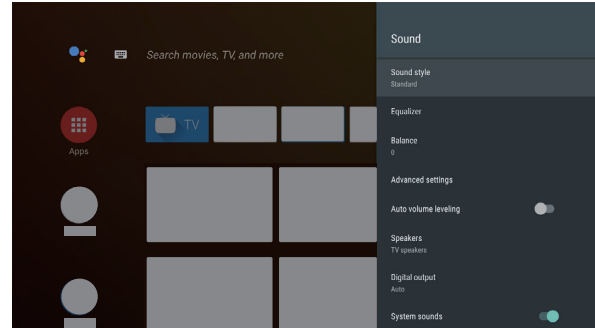 Search movies, TV, and more
TV
Apps
Sound
Sound style
Standard
Equalizer
Balance
0
Advanced settings
Auto volume leveling
Speakers
TV speakers
Digital output
Auto
System sounds